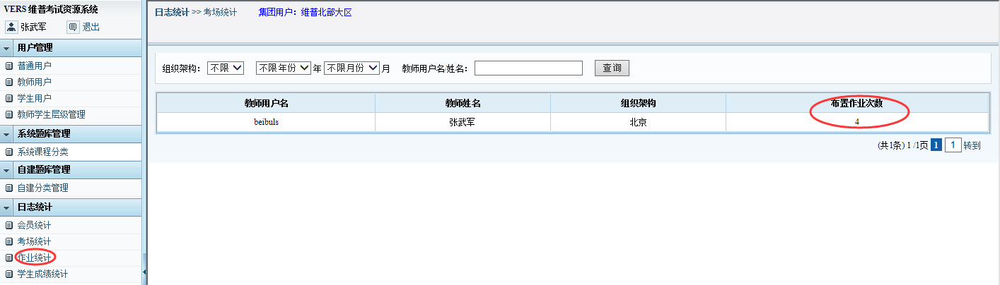 VERS 维普考试资源系统
张武军 退出
用户管理
普通用户
教师用户
学生用户
教师学生层级管理
系统题库管理
系统课程分类
自建题库管理
自建分类管理
日志统计
会员统计
考场统计
作业统计
学生成绩统计
日志统计 >> 考场统计 集团用户：维普北部大区
组织架构： 不限 不限年份 年 不限月份 月 教师用户名/姓名： 查询
教师用户名 教师姓名 组织架构 布置作业次数
beibuls 张武军 北京 4
(共1条) 1 /1页 1 1 转到